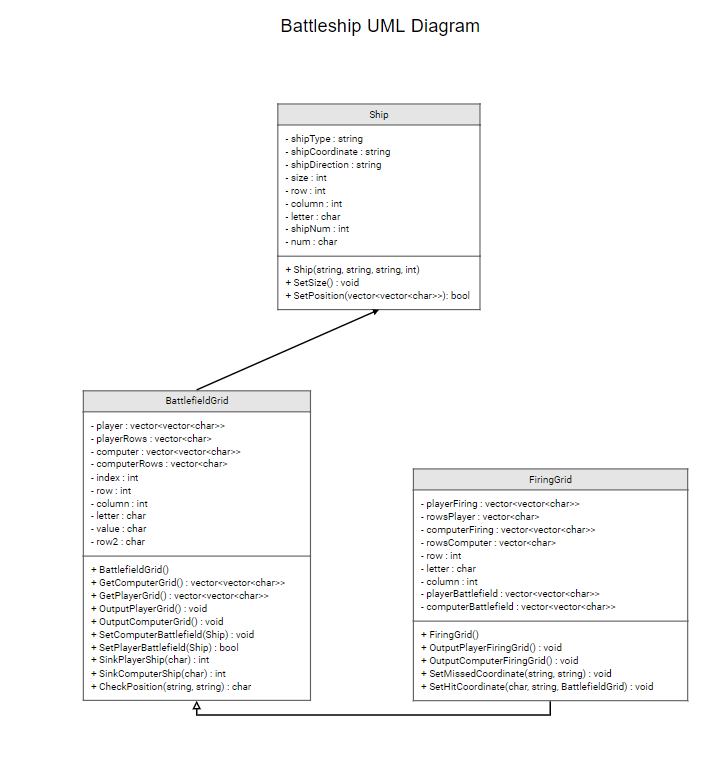 Battleship UML Diagram
Ship
- shipType : string
- shipCoordinate : string
- shipDirection : string
- size : int
- row : int
- column : int
- letter : char
- shipNum : int
- num : char
+ Ship(string, string, string, int)
+ SetSize() : void
+ SetPosition(vector<vector<char>>): bool
BattlefieldGrid
- player : vector<vector<char>>
- playerRows : vector<char>
- computer : vector<vector<char>>
- computerRows : vector<char>
- index : int
- row : int
- column : int
- letter : char
- value : char
- row2 : char
+ BattlefieldGrid()
+ GetComputerGrid() : vector<vector<char>>
+ GetPlayerGrid() : vector<vector<char>>
+ OutputPlayerGrid() : void
+ OutputComputerGrid() : void
+ SetComputerBattlefield(Ship) : void
+ SetPlayerBattlefield(Ship) : bool
+ SinkPlayerShip(char) : int
+ SinkComputerShip(char) : int
+ CheckPosition(string, string) : char
FiringGrid
- playerFiring : vector<vector<char>>
- rowsPlayer : vector<char>
- computerFiring : vector<vector<char>>
- rowsComputer : vector<char>
- row : int
- letter : char
- column : int
- playerBattlefield : vector<vector<char>>
- computerBattlefield : vector<vector<char>>
+ FiringGrid()
+ OutputPlayerFiringGrid() : void
+ OutputComputerFiringGrid() : void
+ SetMissedCoordinate(string, string) : void
+ SetHitCoordinate(char, string, BattlefieldGrid) : void